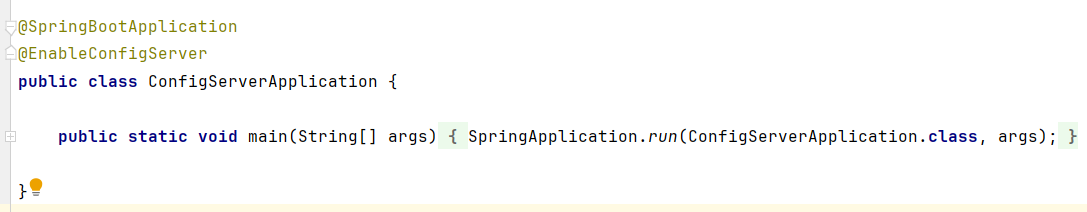 @SpringBootApplication
@EnableConfigServer
public class ConfigServerApplication {
public static void main(String[] args) { SpringApplication.run(ConfigServerApplication.class, args); }
}